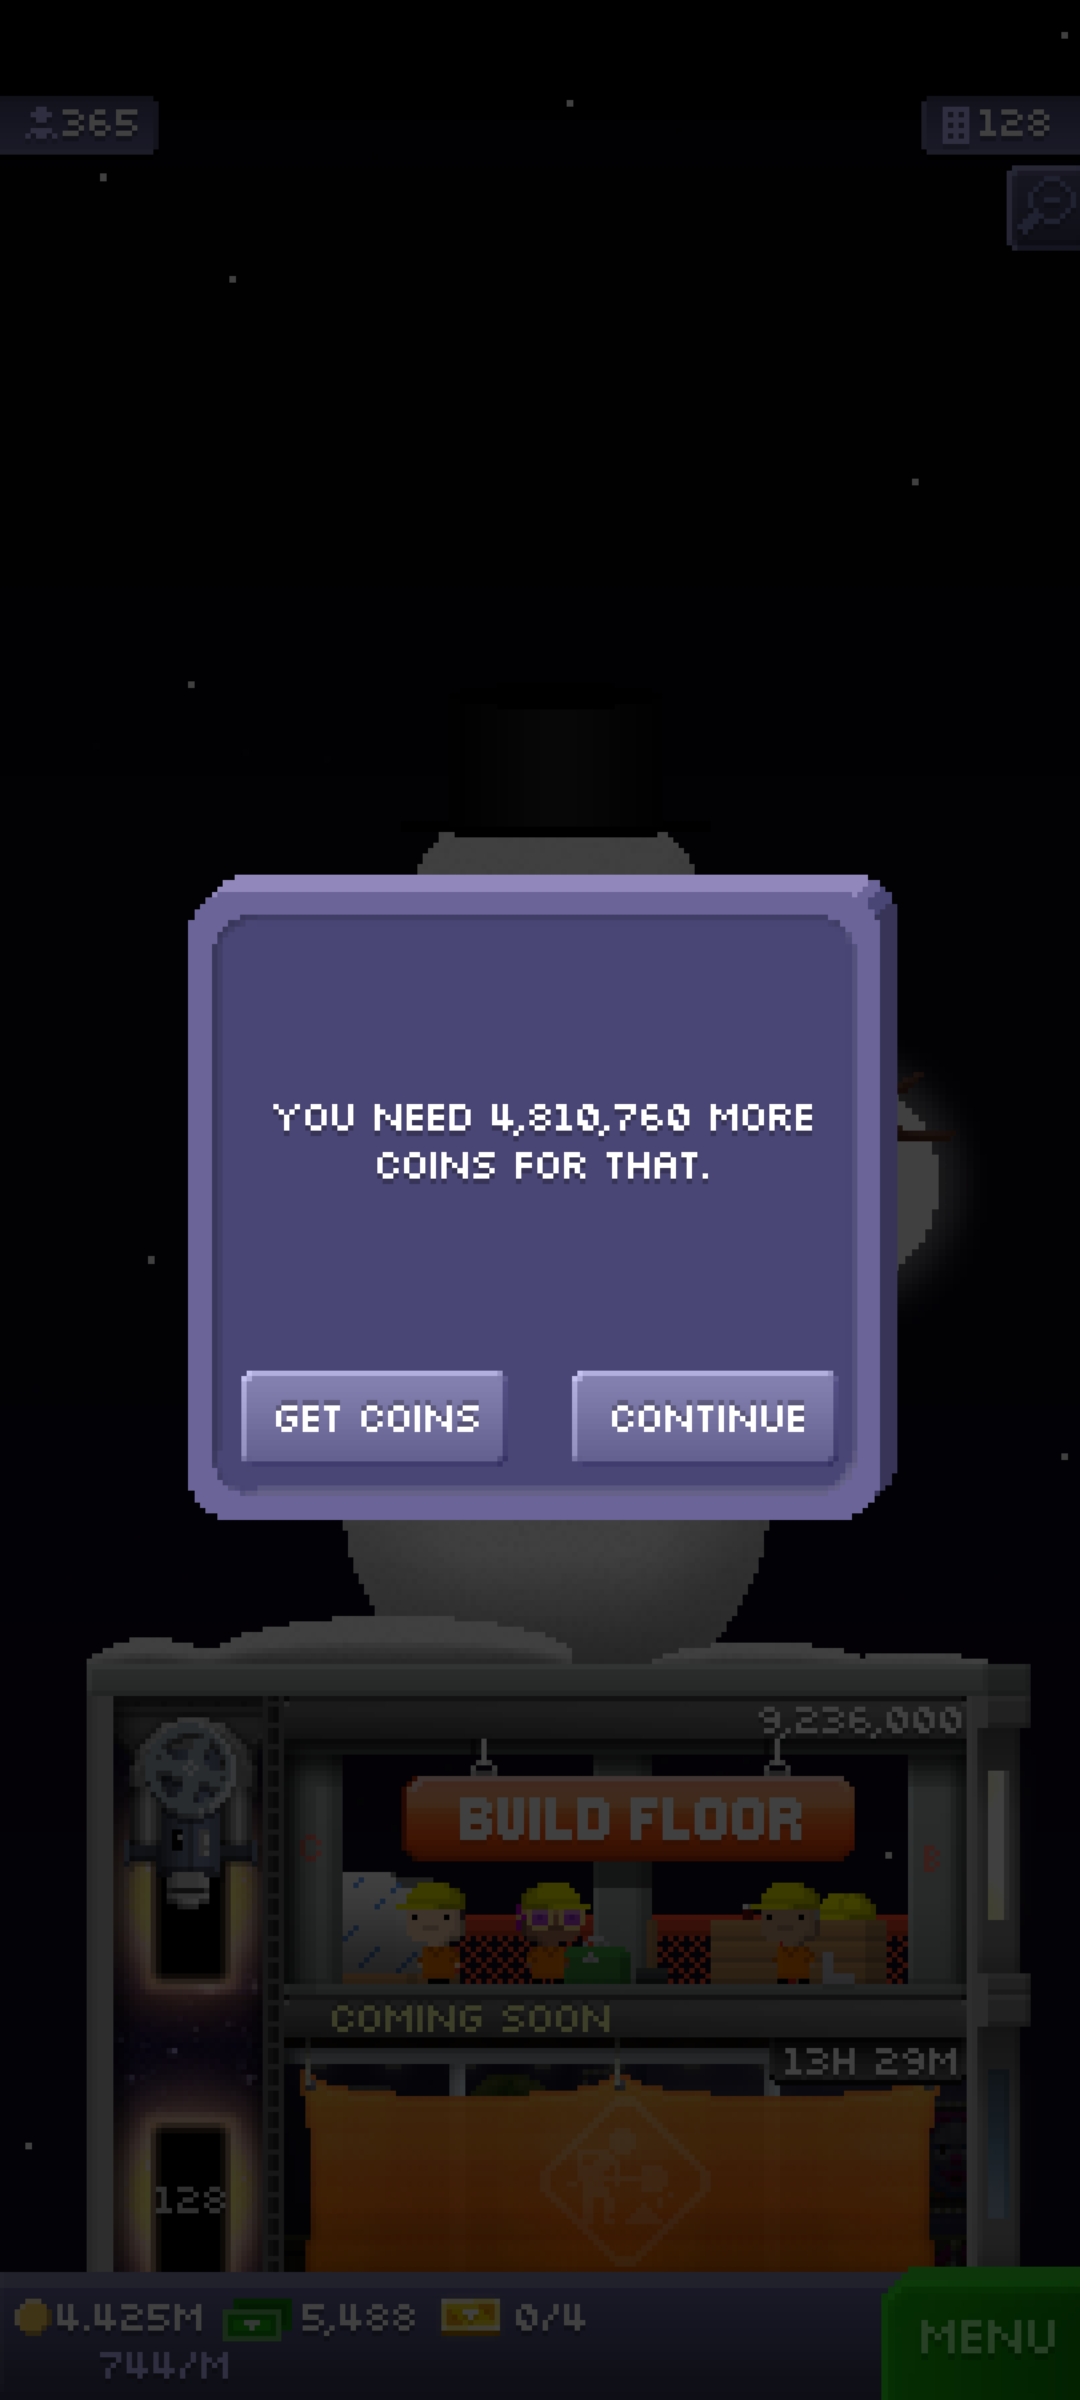 365
128
YOU NEED 4,810,760 MORE
COINS FOR THAT.
GET COINS
CONTINUE
9,236,000
BUILD FLOOR
C
B
COMING SOON
13H 29M
128
4.425M
5,488
0/4
MENU
744/M